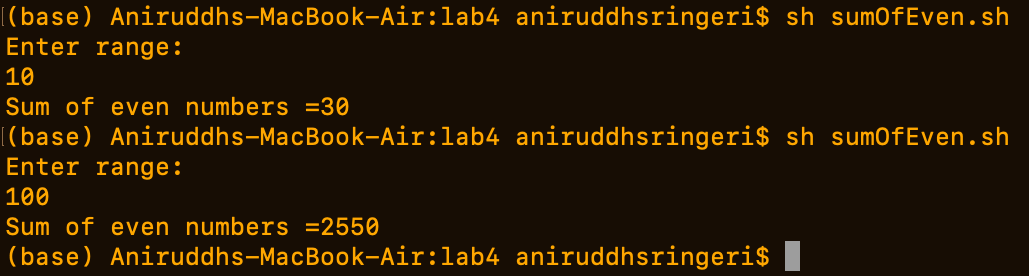 (base) Aniruddhs-MacBook-Air:lab4 aniruddhsringeri$ sh sumOfEven.sh
Enter range:
10
Sum of even numbers =30
(base) Aniruddhs-MacBook-Air:lab4 aniruddhsringeri$ sh sumOfEven.sh
Enter range:
100
Sum of even numbers =2550
(base) Aniruddhs-MacBook-Air:lab4 aniruddhsringeri$